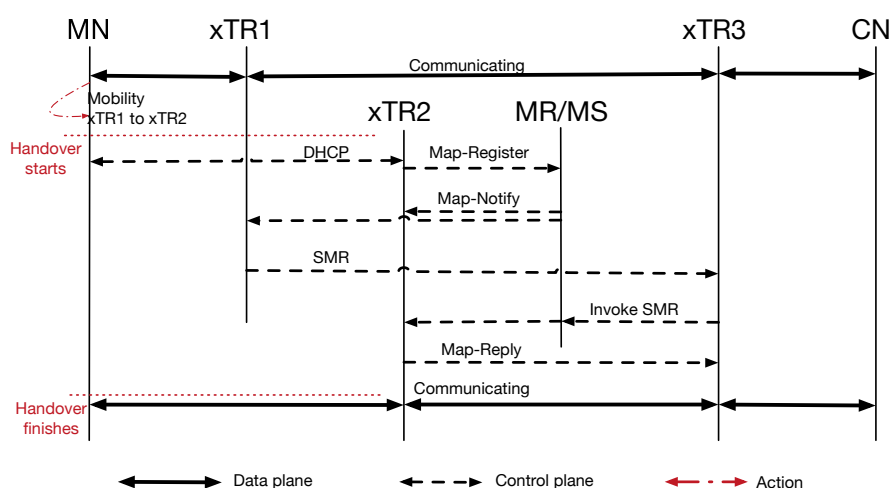 MN
xTR1
xTR3
CN
Communicating
Mobility
xTR1 to xTR2
xTR2
MR/MS
Handover
starts
DHCP
Map-Register
Map-Notify
SMR
Invoke SMR
Map-Reply
Communicating
Handover
finishes
Data plane
Control plane
Action